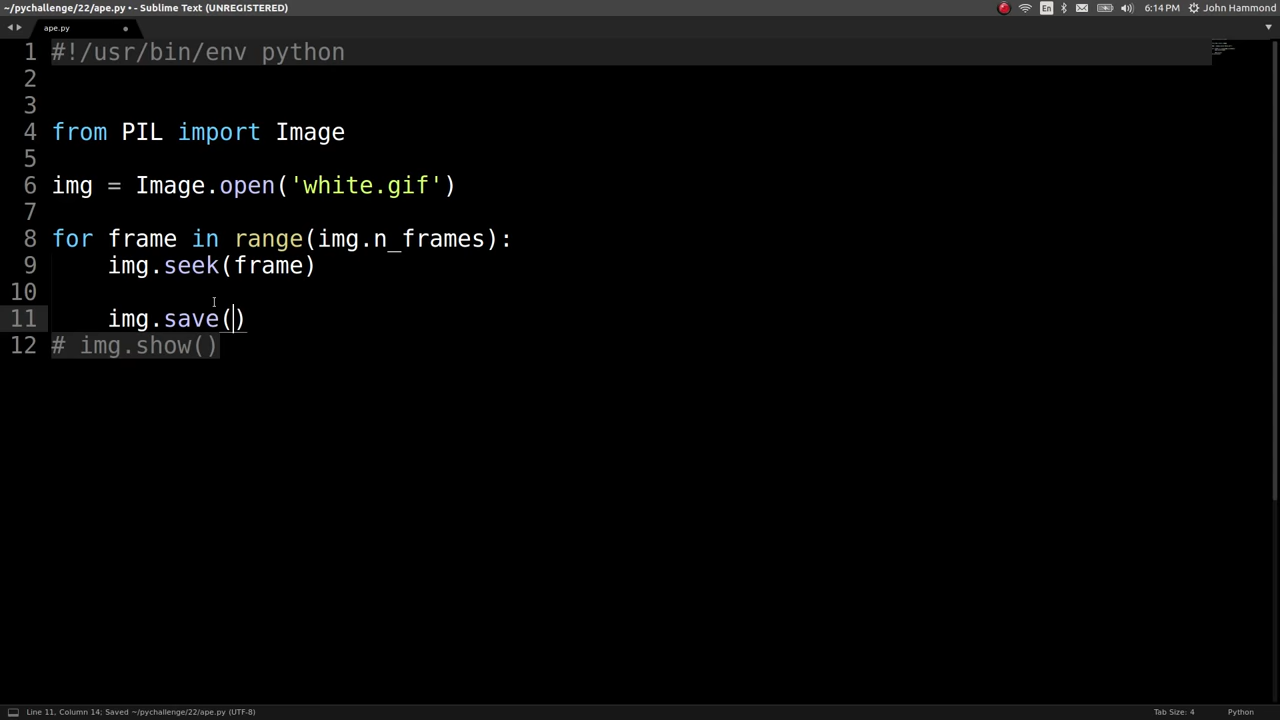 ~/pychallenge/22/ape.py • - Sublime Text (UNREGISTERED)
En
6:14 PM
John Hammond
ape.py
1 #!/usr/bin/env python
2
3
4 from PIL import Image
5
6 img = Image.open('white.gif')
7
8 for frame in range(img.n_frames):
9 img.seek(frame)
10
11 img.save()
12 # img.show()
Line 11, Column 14; Saved ~/pychallenge/22/ape.py (UTF-8)
Tab Size: 4
Python